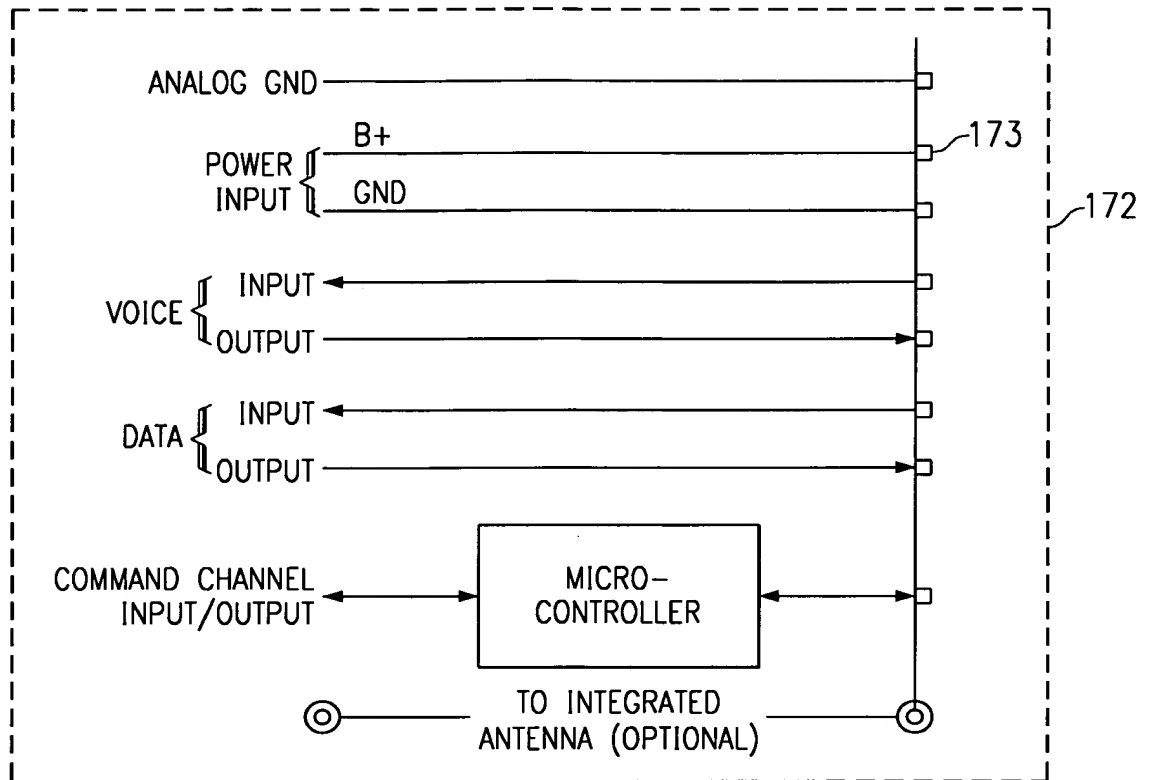 ANALOG GND
B+
173
POWER
INPUT
GND
172
INPUT
VOICE
OUTPUT
INPUT
DATA
OUTPUT
COMMAND CHANNEL
INPUT/OUTPUT
MICRO-
CONTROLLER
TO INTEGRATED
ANTENNA (OPTIONAL)